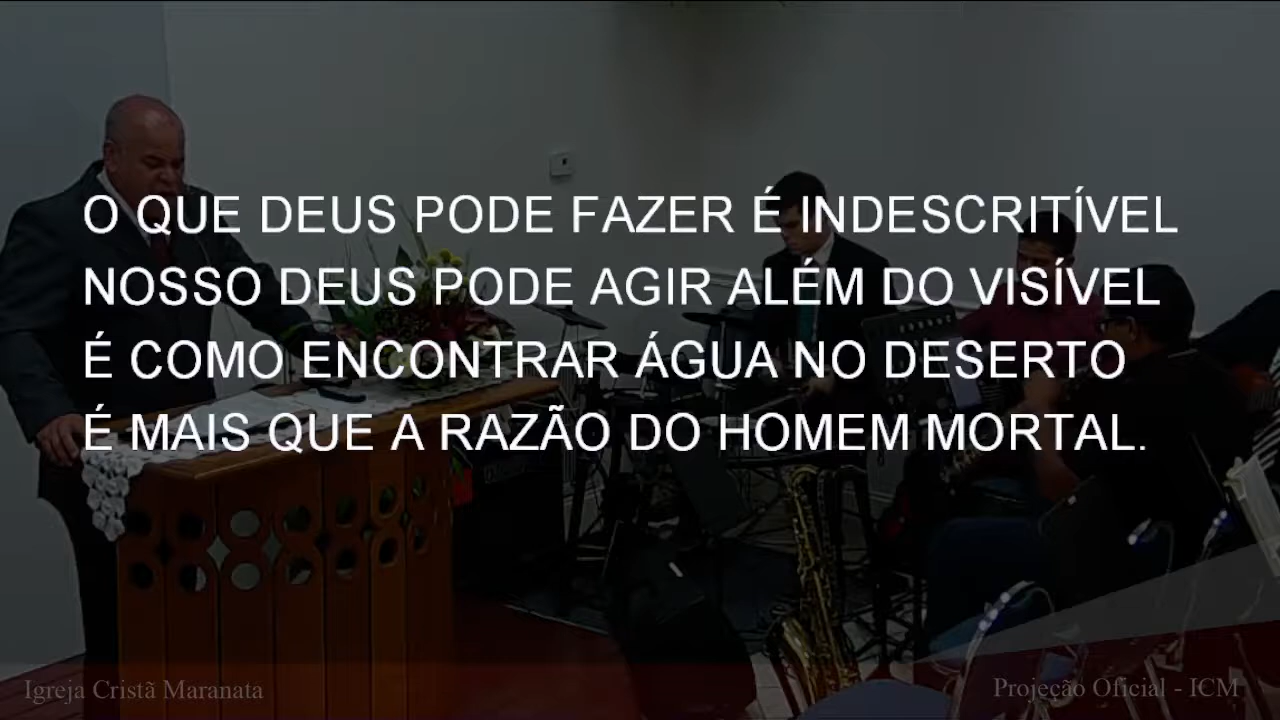 O QUE DEUS PODE FAZER É INDESCRITÍVEL
NOSSO DEUS PODE AGIR ALÉM DO VISÍVEL
É COMO ENCONTRAR ÁGUA NO DESERTO
É MAIS QUE A RAZÃO DO HOMEM MORTAL.
Igreja Cristã Maranata
Projeção Oficial - ICM